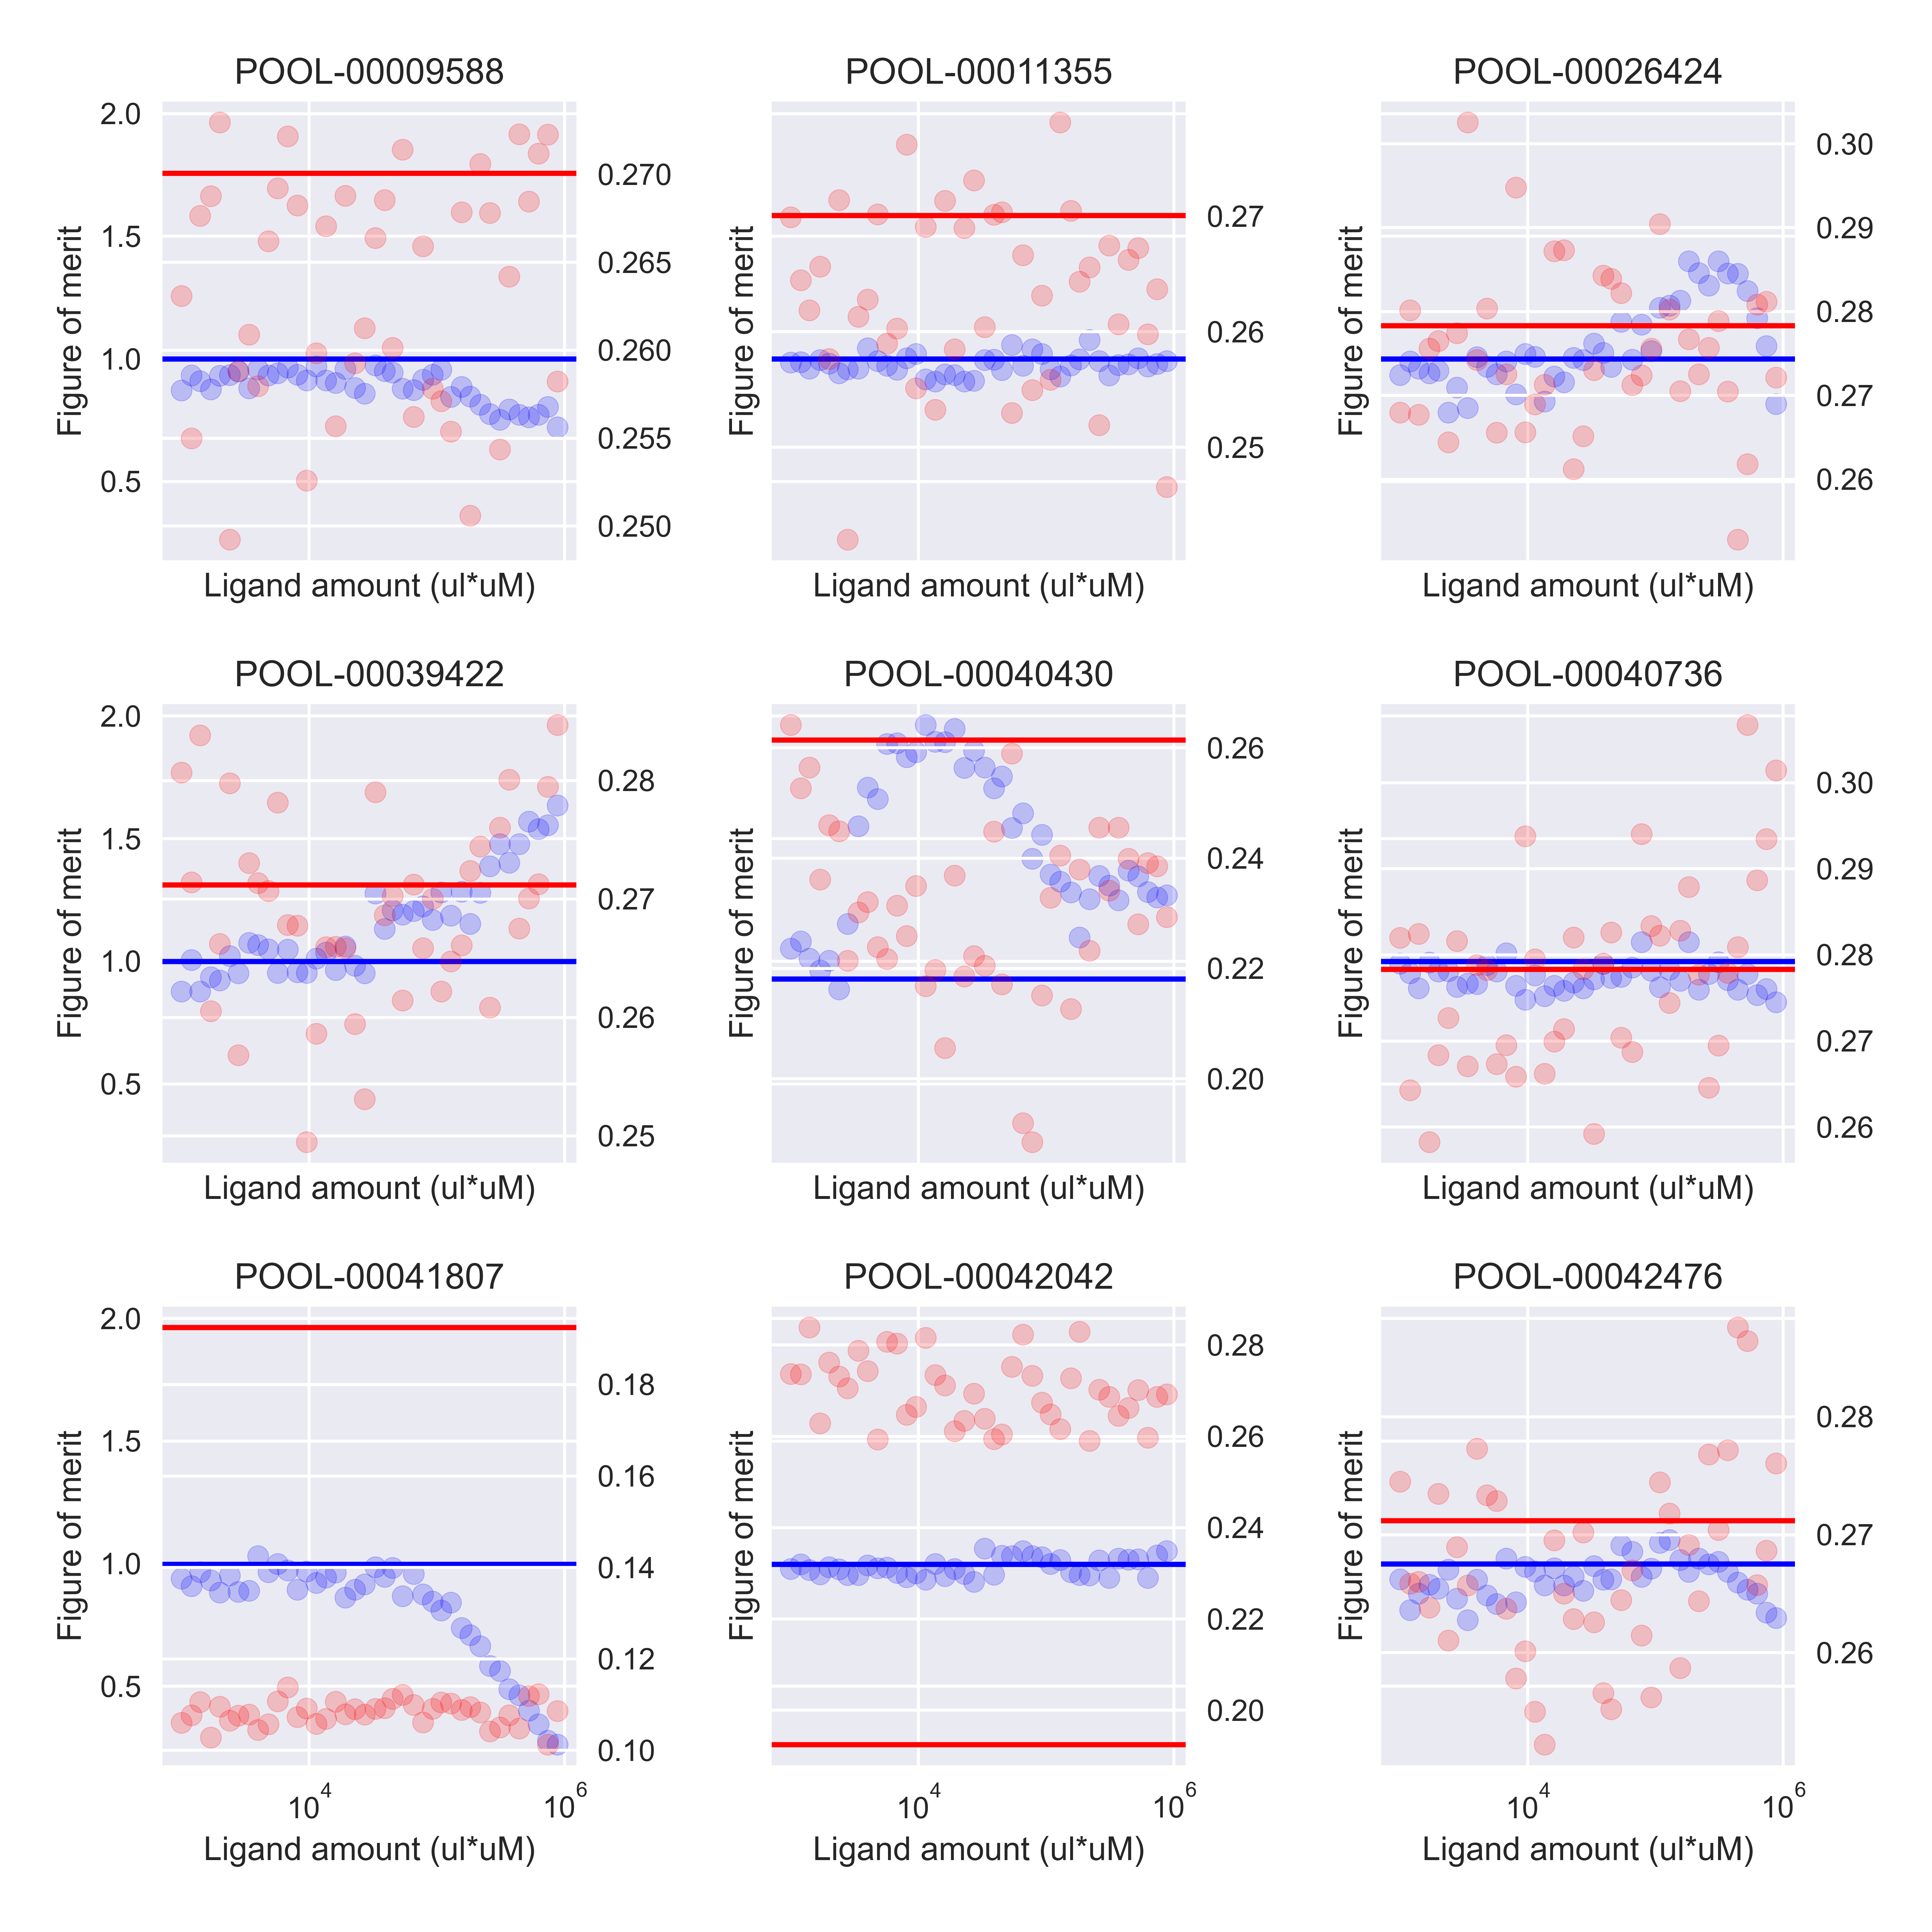 POOL-00009588
POOL-00011355
POOL-00026424
Figure of merit
2.0
1.5
1.0
0.5
0.270
0.265
0.260
0.255
0.250
Ligand amount (ul*uM)
Figure of merit
0.27
0.26
0.25
Ligand amount (ul*uM)
Figure of merit
0.30
0.29
0.28
0.27
0.26
Ligand amount (ul*uM)
POOL-00039422
POOL-00040430
POOL-00040736
Figure of merit
2.0
1.5
1.0
0.5
0.28
0.27
0.26
0.25
Ligand amount (ul*uM)
Figure of merit
0.26
0.24
0.22
0.20
Ligand amount (ul*uM)
Figure of merit
0.30
0.29
0.28
0.27
0.26
Ligand amount (ul*uM)
POOL-00041807
POOL-00042042
POOL-00042476
Figure of merit
2.0
1.5
1.0
0.5
0.18
0.16
0.14
0.12
0.10
10^4
10^6
Ligand amount (ul*uM)
Figure of merit
0.28
0.26
0.24
0.22
0.20
10^4
10^6
Ligand amount (ul*uM)
Figure of merit
0.28
0.27
0.26
10^4
10^6
Ligand amount (ul*uM)